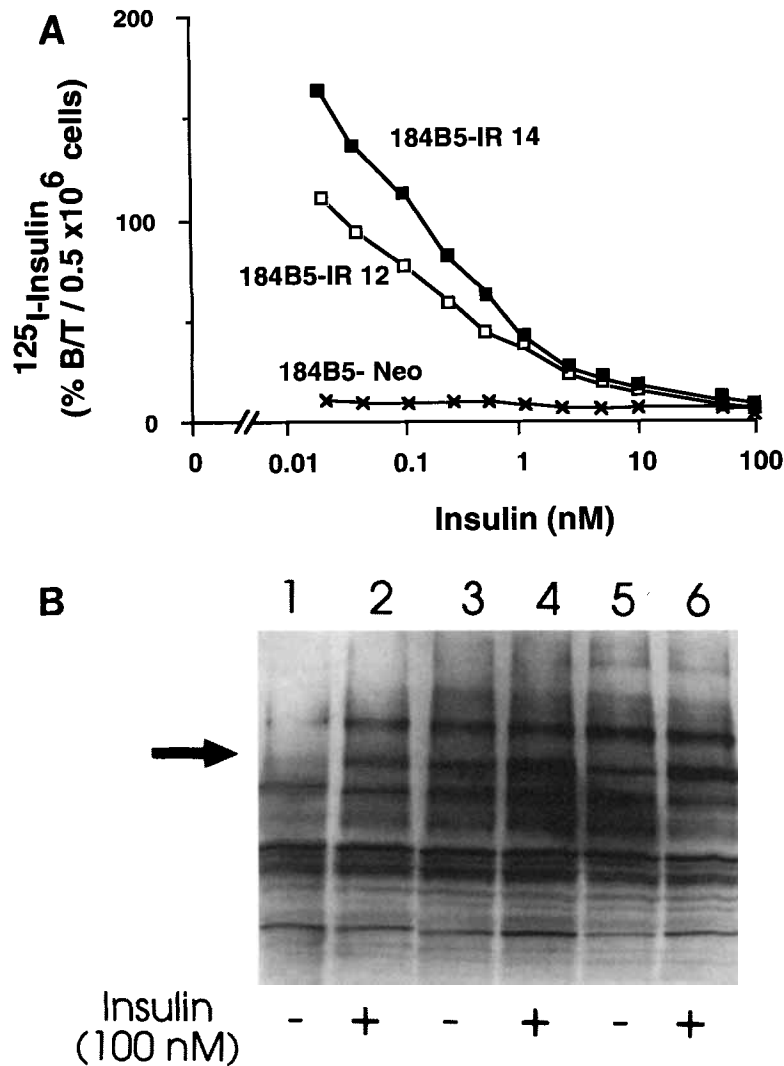 A
200
100
0
125I-Insulin
(% B/T / 0.5 x10^6 cells)
184B5-IR 14
184B5-IR 12
184B5- Neo
0 0.01 0.1 1 10 100
Insulin (nM)
B
1 2 3 4 5 6
Insulin
(100 nM)
- + - + - +